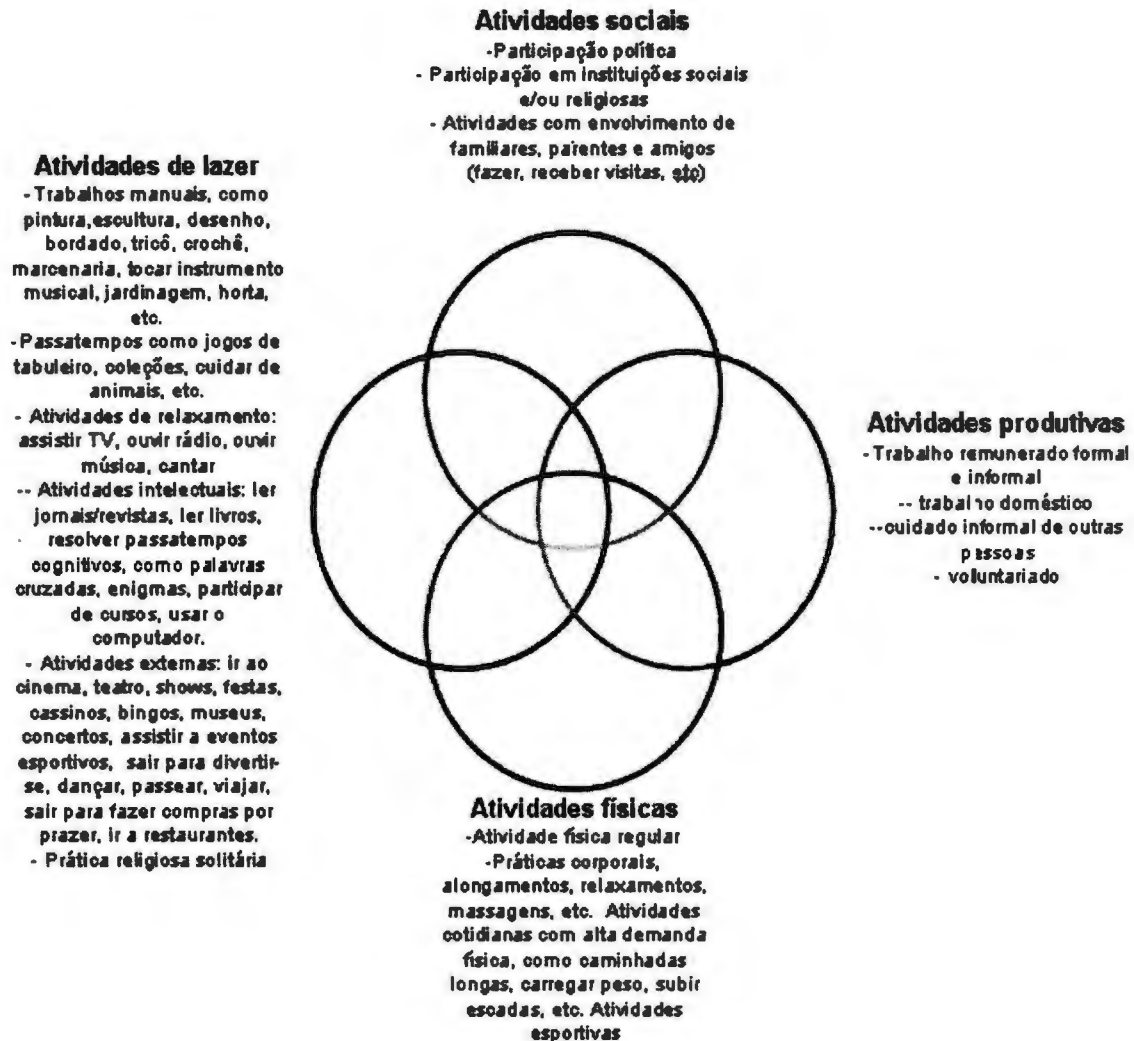 Atividades sociais
-Participação política
- Participação em instituições sociais
e/ou religiosas
- Atividades com envolvimento de
familiares, parentes e amigos
(fazer, receber visitas, etc)
Atividades de lazer
- Trabalhos manuais, como
pintura,escultura, desenho,
bordado, tricô, crochê,
marcenaria, tocar instrumento
musical, jardinagem, horta,
etc.
-Passatempos como jogos de
tabuleiro, coleções, cuidar de
animais, etc.
- Atividades de relaxamento:
assistir TV, ouvir rádio, ouvir
música, cantar
-- Atividades intelectuais: ler
jornais/revistas, ler livros,
resolver passatempos
cognitivos, como palavras
cruzadas, enigmas, participar
de cursos, usar o
computador.
- Atividades externas: ir ao
cinema, teatro, shows, festas,
cassinos, bingos, museus,
concertos, assistir a eventos
esportivos, sair para divertir-
se, dançar, passear, viajar,
sair para fazer compras por
prazer, ir a restaurantes.
- Prática religiosa solitária
Atividades produtivas
- Trabalho remunerado formal
e informal
-- trabalho doméstico
--cuidado informal de outras
pessoas
- voluntariado
Atividades físicas
-Atividade física regular
-Práticas corporais,
alongamentos, relaxamentos,
massagens, etc. Atividades
cotidianas com alta demanda
física, como caminhadas
longas, carregar peso, subir
escadas, etc. Atividades
esportivas